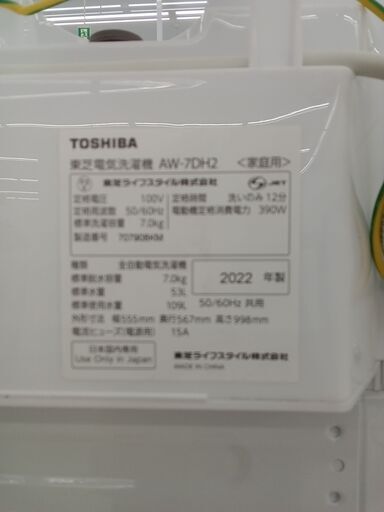 TOSHIBA
東芝電気洗濯機 AW-7DH2 <家庭用>
東芝ライフスタイル株式会社
定格電圧 100V
定格周波数 50/60Hz
標準洗濯容量 7.0kg
製造番号
定格時間 洗いのみ 12分
電動機定格消費電力 390W
JET
種類 全自動電気洗濯機
標準脱水容量 7.0kg
標準水量 53L
標準使用水量 109L
外形寸法 幅555mm 奥行567mm 高さ998mm
電流ヒューズ(電源用) 15A
2022 年製
50/60Hz 共用
日本国内専用
Use Only in Japan
東芝ライフスタイル株式会社
MADE IN CHINA